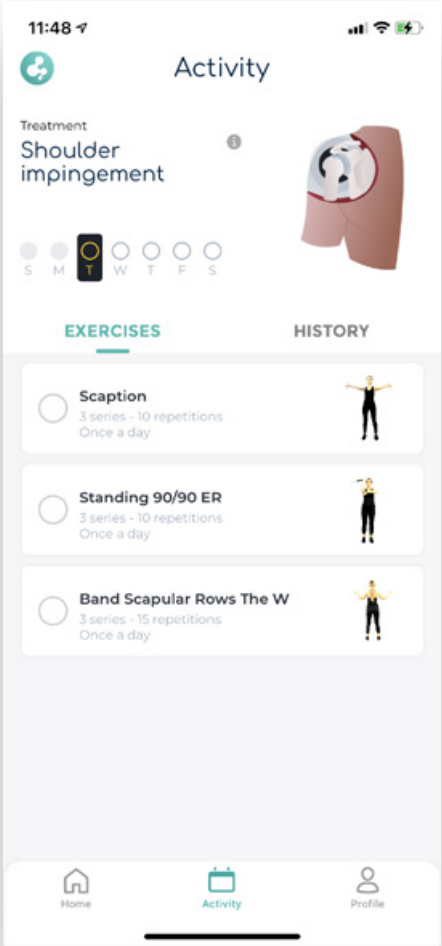 11:48
Activity
Treatment
Shoulder
impingement
S M T W T F S
EXERCISES HISTORY
Scaption
3 series - 10 repetitions
Once a day
Standing 90/90 ER
3 series - 10 repetitions
Once a day
Band Scapular Rows The W
3 series - 15 repetitions
Once a day
Home Activity Profile